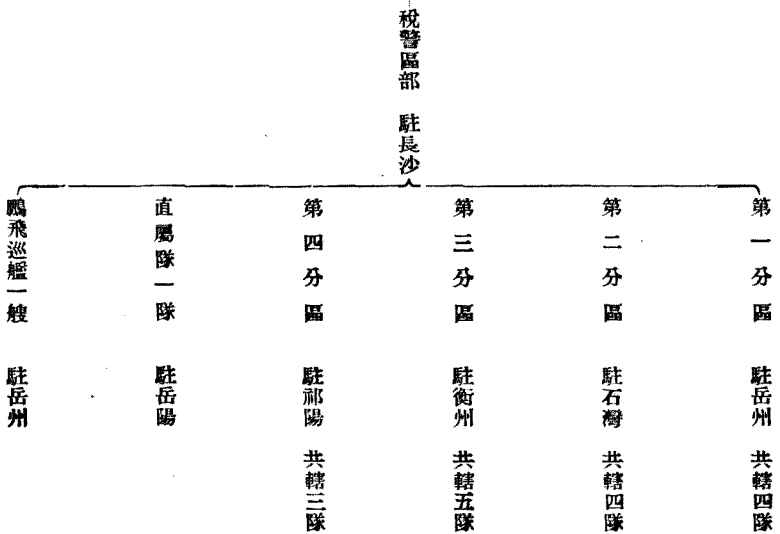 稅警區部　駐長沙
第一分區　駐岳州　共轄四隊
第二分區　駐石灣　共轄四隊
第三分區　駐衡州　共轄五隊
第四分區　駐祁陽　共轄三隊
直屬隊一隊　駐岳陽
鵬飛巡艦一艘　駐岳州